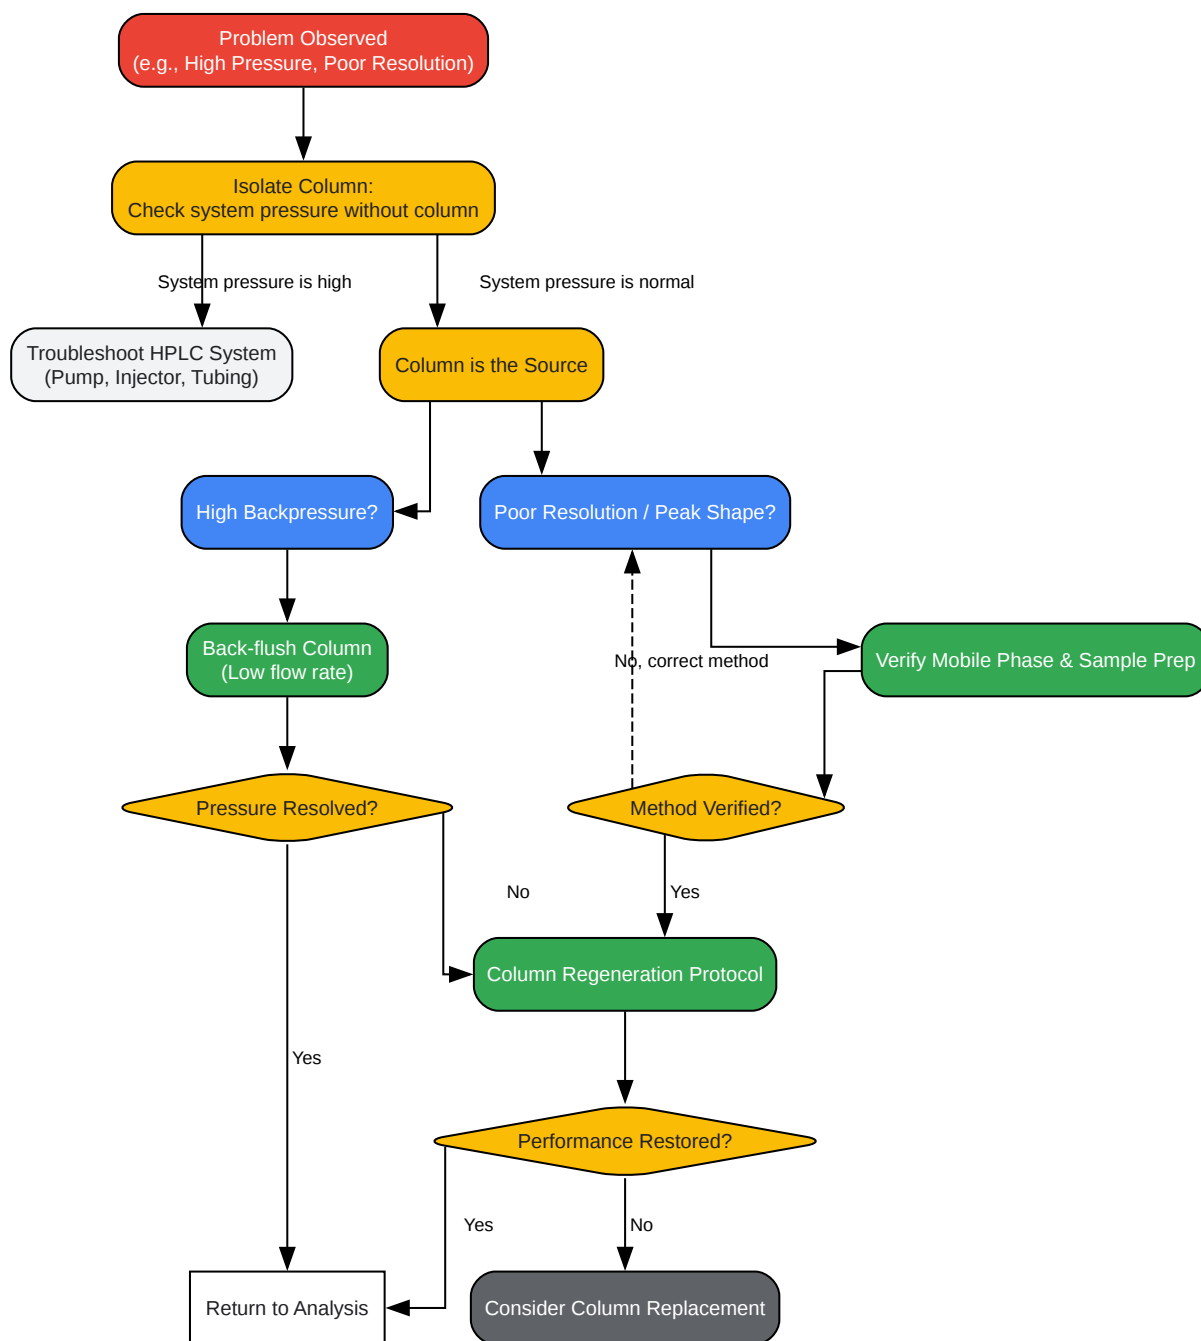 Problem Observed
(e.g., High Pressure, Poor Resolution)
Isolate Column:
Check system pressure without column
System pressure is high
System pressure is normal
Troubleshoot HPLC System
(Pump, Injector, Tubing)
Column is the Source
High Backpressure?
Poor Resolution / Peak Shape?
Back-flush Column
(Low flow rate)
No, correct method
Verify Mobile Phase & Sample Prep
Pressure Resolved?
Method Verified?
No
Yes
Column Regeneration Protocol
Yes
Performance Restored?
Yes
No
Return to Analysis
Consider Column Replacement